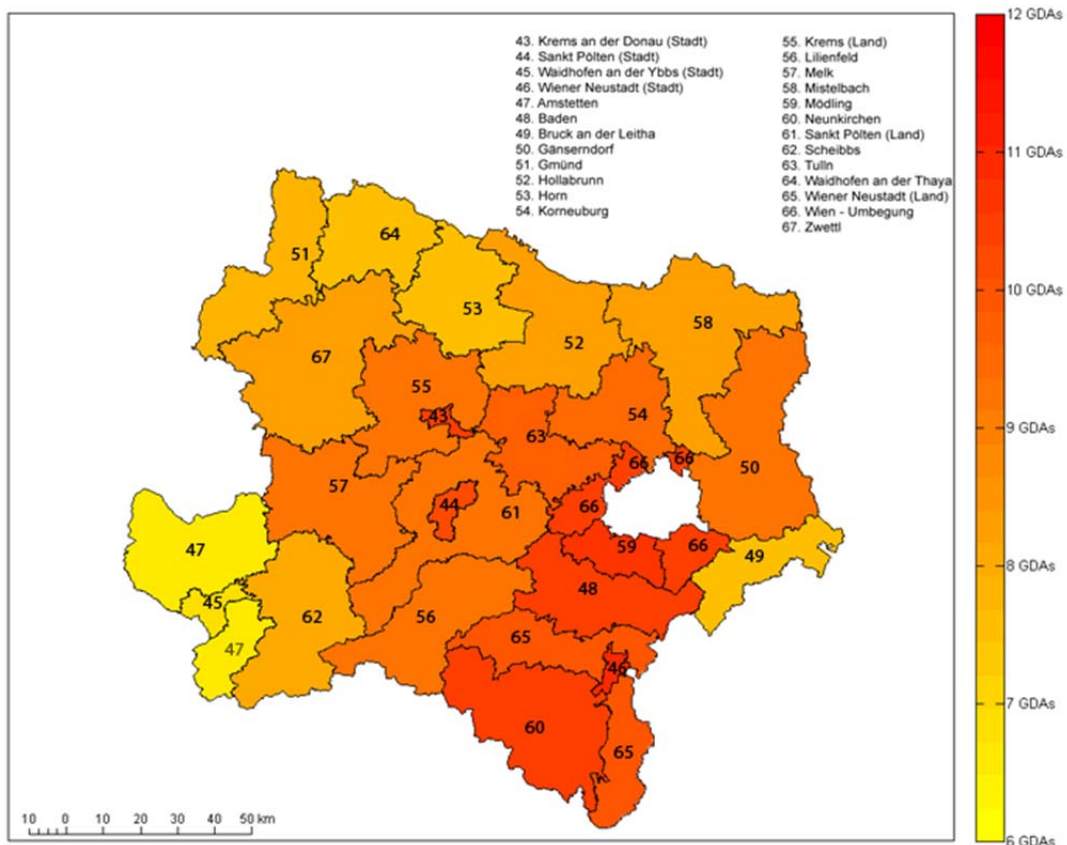 43. Krems an der Donau (Stadt)
44. Sankt Pölten (Stadt)
45. Waidhofen an der Ybbs (Stadt)
46. Wiener Neustadt (Stadt)
47. Amstetten
48. Baden
49. Bruck an der Leitha
50. Gänserndorf
51. Gmünd
52. Hollabrunn
53. Horn
54. Korneuburg
55. Krems (Land)
56. Lilienfeld
57. Melk
58. Mistelbach
59. Mödling
60. Neunkirchen
61. Sankt Pölten (Land)
62. Scheibbs
63. Tulln
64. Waidhofen an der Thaya
65. Wiener Neustadt (Land)
66. Wien - Umbegung
67. Zwettl
12 GDAs
11 GDAs
10 GDAs
9 GDAs
8 GDAs
7 GDAs
6 GDAs
64
51
53
58
52
67
55
43
54
63
66
66
50
57
44
61
66
47
59
66
49
48
45
62
56
65
47
46
60
65
10 0 10 20 30 40 50 km